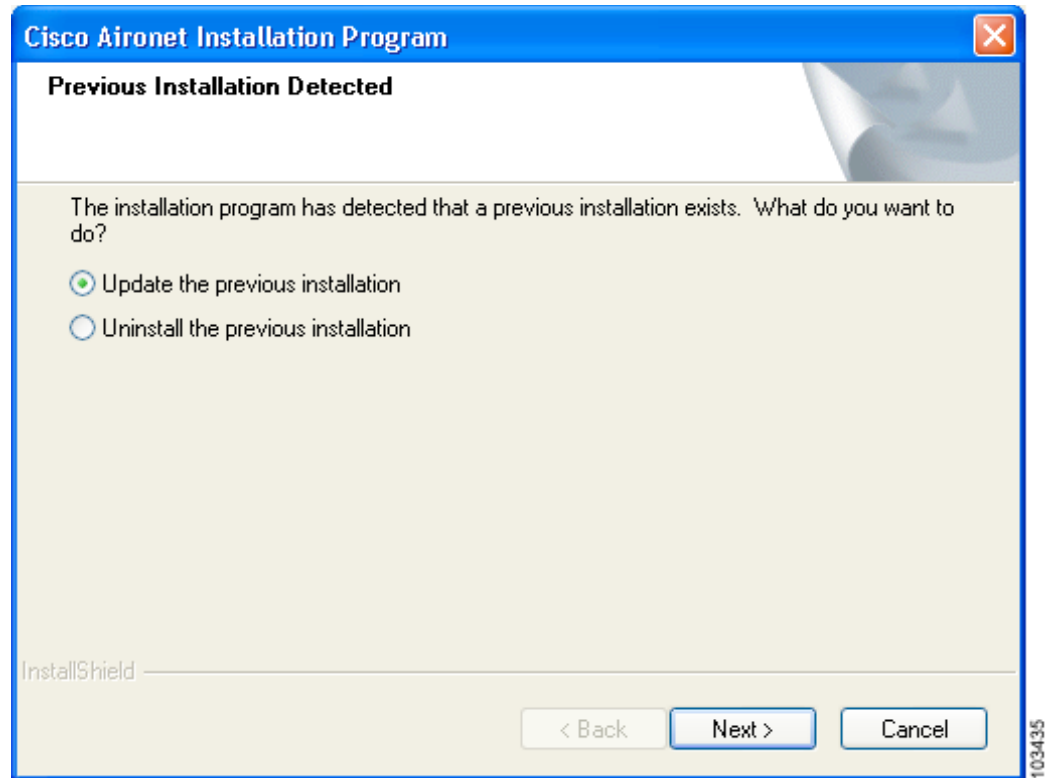 Cisco Aironet Installation Program
Previous Installation Detected
The installation program has detected that a previous installation exists.  What do you want to
do?
Update the previous installation
Uninstall the previous installation
InstallShield
< Back
Next >
Cancel
103435